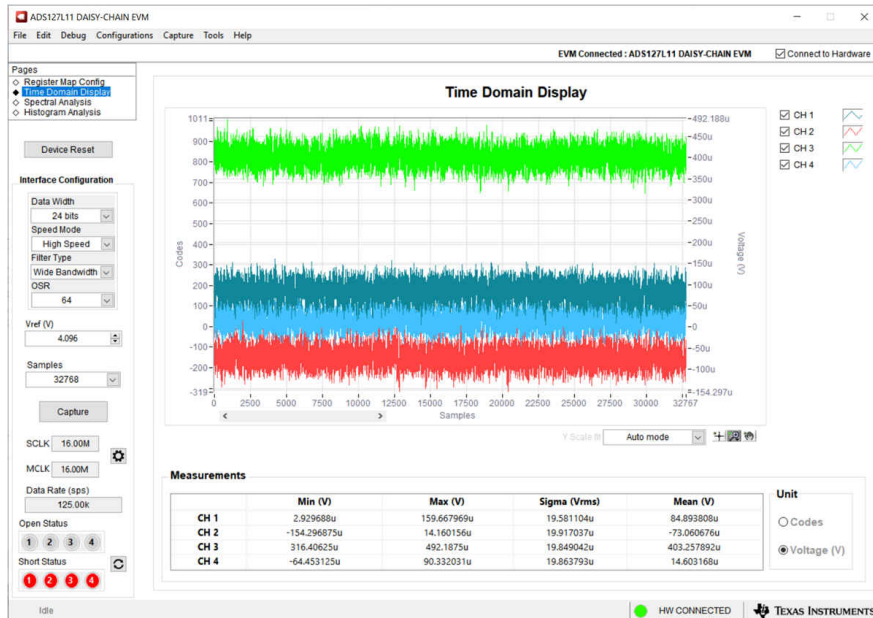 ADS127L11 DAISY-CHAIN EVM
File Edit Debug Configurations Capture Tools Help
EVM Connected : ADS127L11 DAISY-CHAIN EVM Connect to Hardware
Pages
Register Map Config
Time Domain Display
Spectral Analysis
Histogram Analysis
Device Reset
Interface Configuration
Data Width
24 bits
Speed Mode
High Speed
Filter Type
Wide Bandwidth
OSR
64
Vref (V)
4.096
Samples
32768
Capture
SCLK 16.00M
MCLK 16.00M
Data Rate (sps)
125.00k
Open Status
1 2 3 4
Short Status
1 2 3 4
Time Domain Display
1011
900
800
700
600
500
400
300
200
100
0
-100
-200
-319
Codes
492.188u
450u
400u
350u
300u
250u
200u
150u
100u
50u
0
-50u
-100u
-154.297u
Voltage (V)
0 2500 5000 7500 10000 12500 15000 17500 20000 22500 25000 27500 30000 32767
Samples
CH 1
CH 2
CH 3
CH 4
Y Scale fit Auto mode
Measurements
Min (V) Max (V) Sigma (Vrms) Mean (V)
CH 1 2.929688u 159.667969u 19.581104u 84.893808u
CH 2 -154.296875u 14.160156u 19.917037u -73.060676u
CH 3 316.40625u 492.1875u 19.849042u 403.257892u
CH 4 -64.453125u 90.332031u 19.863793u 14.603168u
Unit
Codes
Voltage (V)
Idle HW CONNECTED TEXAS INSTRUMENTS